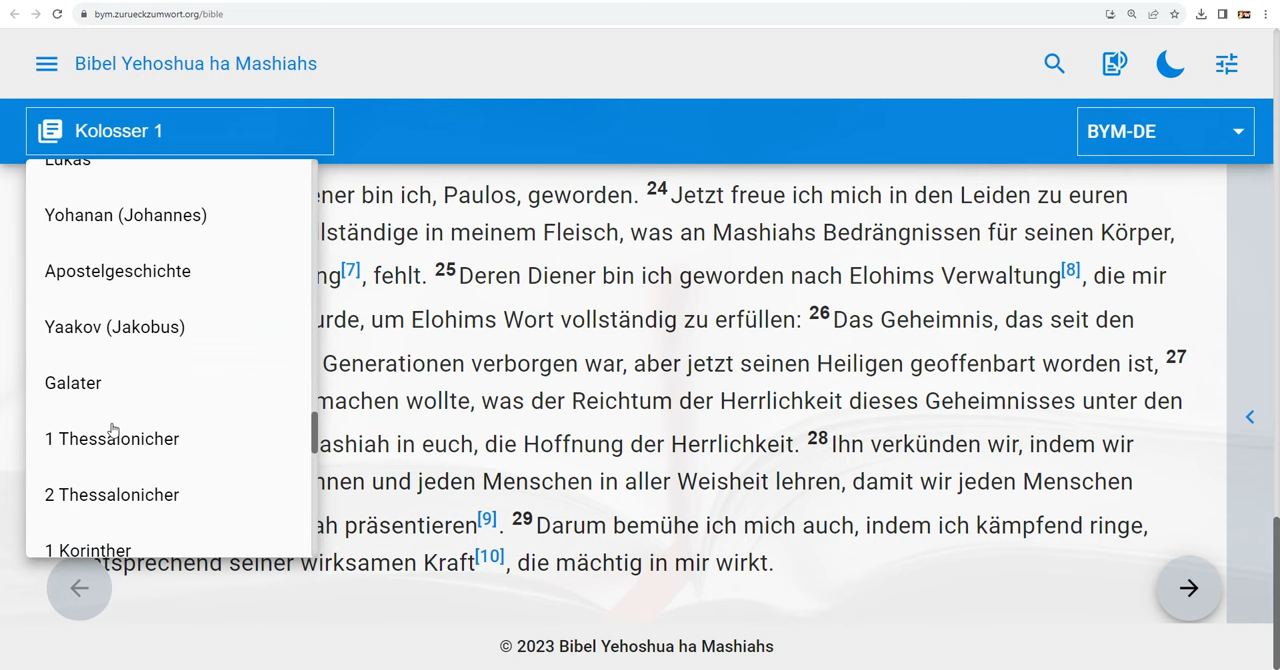 bym.zurueckzumwort.org/bible
Bibel Yehoshua ha Mashiahs
Kolosser 1
BYM-DE
Lukas
Yohanan (Johannes)
Apostelgeschichte
Yaakov (Jakobus)
Galater
1 Thessalonicher
2 Thessalonicher
1 Korinther
bin ich, Paulos, geworden. 24 Jetzt freue ich mich in den Leiden zu euren
in meinem Fleisch, was an Mashiahs Bedrängnissen für seinen Körper,
[7], fehlt. 25 Deren Diener bin ich geworden nach Elohims Verwaltung[8], die mir
um Elohims Wort vollständig zu erfüllen: 26 Das Geheimnis, das seit den
Generationen verborgen war, aber jetzt seinen Heiligen geoffenbart worden ist, 27
machen wollte, was der Reichtum der Herrlichkeit dieses Geheimnisses unter den
in euch, die Hoffnung der Herrlichkeit. 28 Ihn verkünden wir, indem wir
und jeden Menschen in aller Weisheit lehren, damit wir jeden Menschen
präsentieren[9]. 29 Darum bemühe ich mich auch, indem ich kämpfend ringe,
seiner wirksamen Kraft[10], die mächtig in mir wirkt.
© 2023 Bibel Yehoshua ha Mashiahs